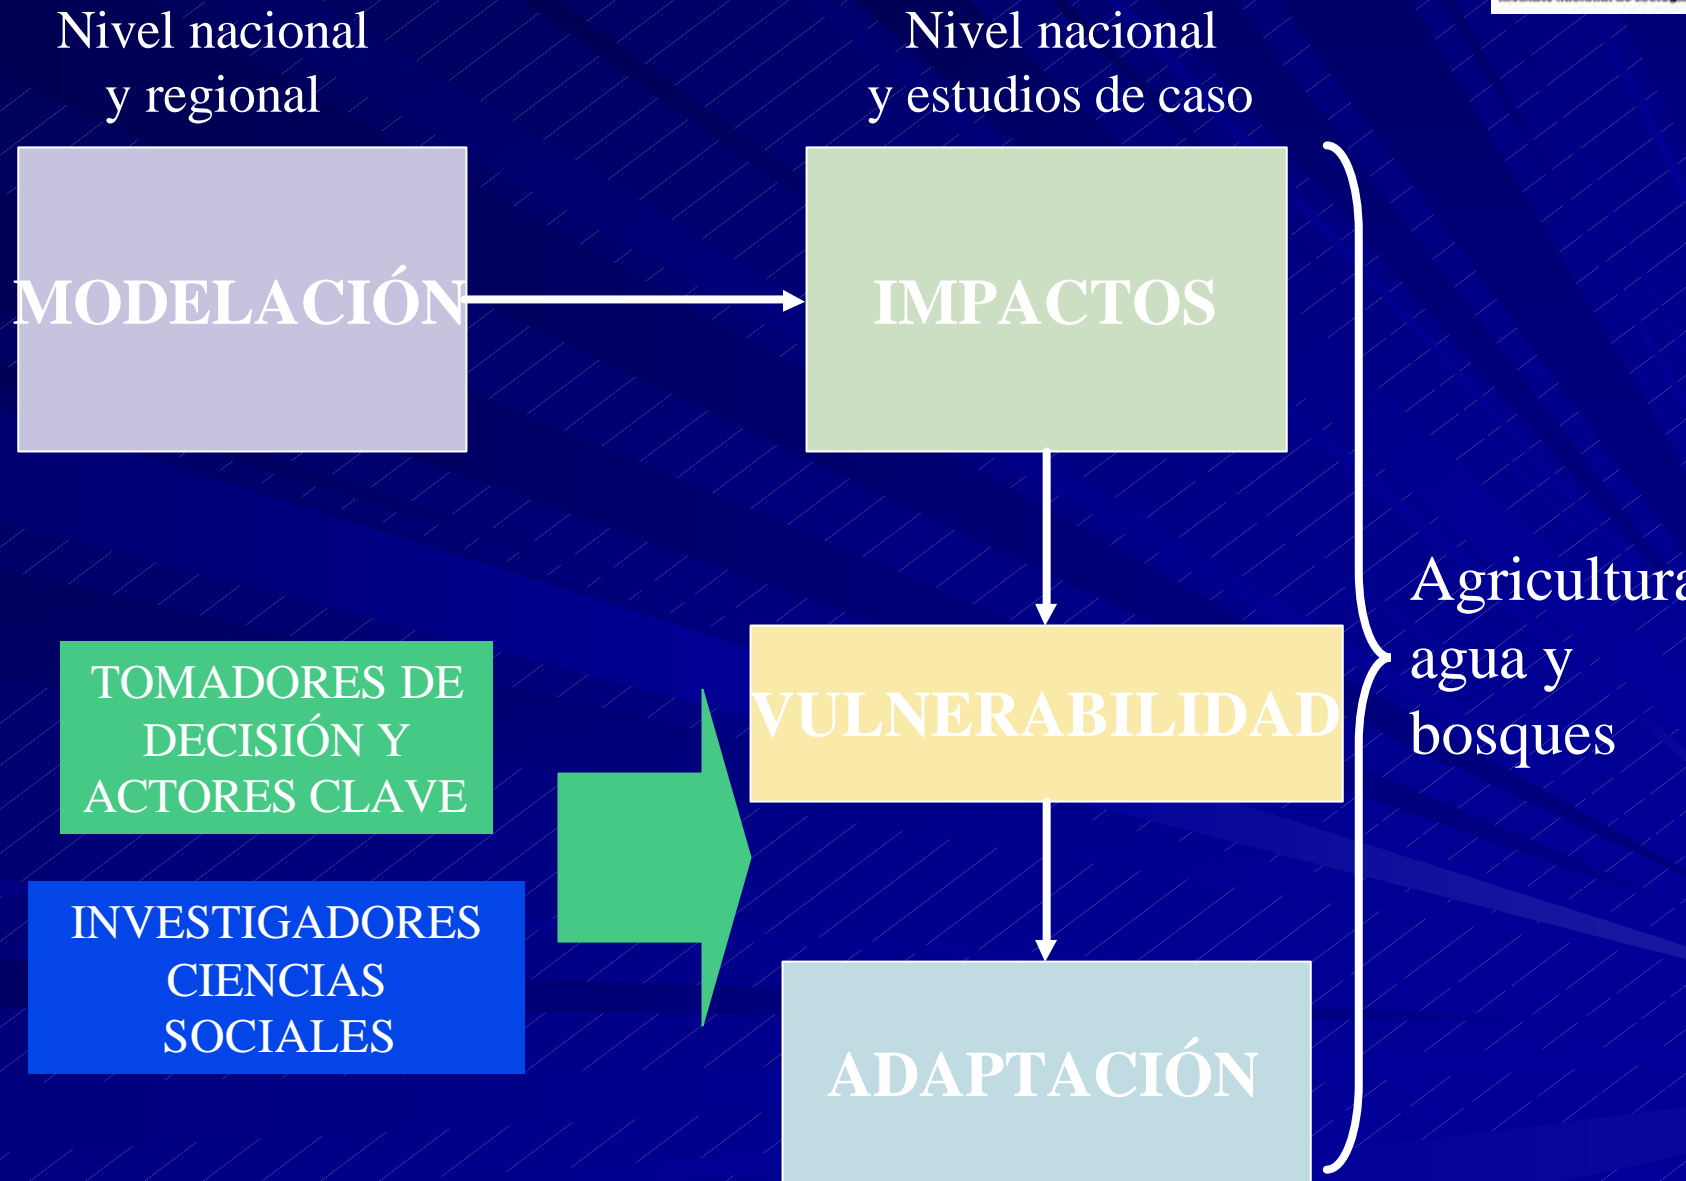 Nivel nacional
y regional
Nivel nacional
y estudios de caso
MODELACIÓN
IMPACTOS
Agricultura
agua y
bosques
TOMADORES DE
DECISIÓN Y
ACTORES CLAVE
VULNERABILIDAD
INVESTIGADORES
CIENCIAS
SOCIALES
ADAPTACIÓN